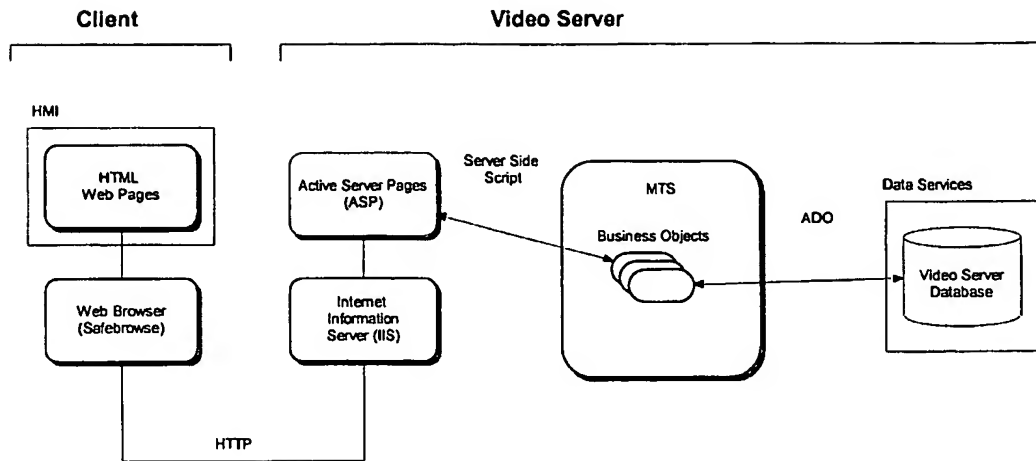 Client
Video Server
HMI
HTML
Web Pages
Web Browser
(Safebrowse)
HTTP
Active Server Pages
(ASP)
Internet
Information
Server (IIS)
Server Side
Script
MTS
Business Objects
ADO
Data Services
Video Server
Database